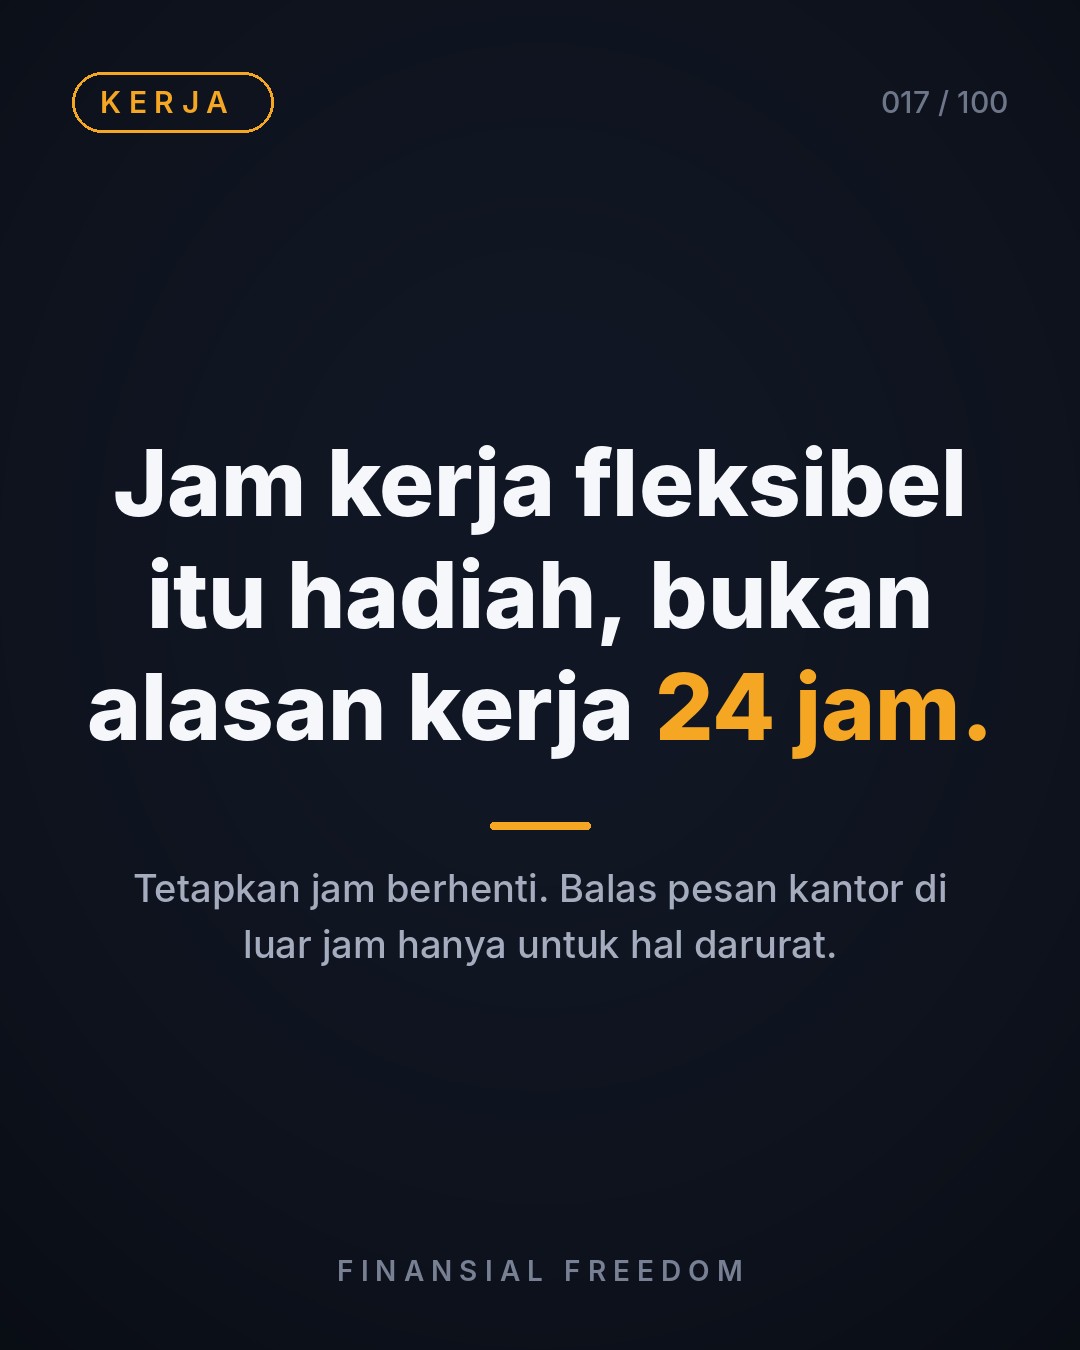 KERJA
017 / 100
Jam kerja fleksibel
itu hadiah, bukan
alasan kerja 24 jam.
Tetapkan jam berhenti. Balas pesan kantor di
luar jam hanya untuk hal darurat.
FINANSIAL FREEDOM